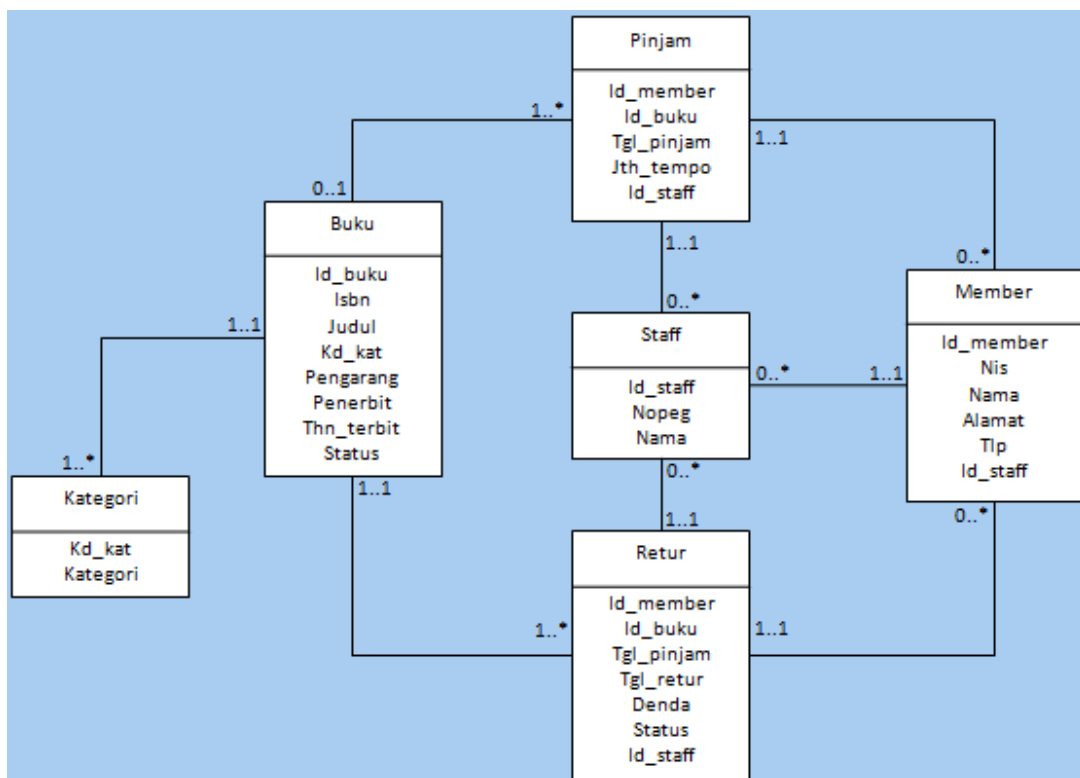 Pinjam
Id_member
Id_buku
Tgl_pinjam
Jth_tempo
Id_staff
1..*
1..1
0..1
1..1
0..*
0..*
Buku
Id_buku
Isbn
Judul
Kd_kat
Pengarang
Penerbit
Thn_terbit
Status
1..1
1..1
Staff
Id_staff
Nopeg
Nama
0..*
1..1
0..*
1..1
Member
Id_member
Nis
Nama
Alamat
Tlp
Id_staff
0..*
1..*
Kategori
Kd_kat
Kategori
Retur
Id_member
Id_buku
Tgl_pinjam
Tgl_retur
Denda
Status
Id_staff
1..*
1..1